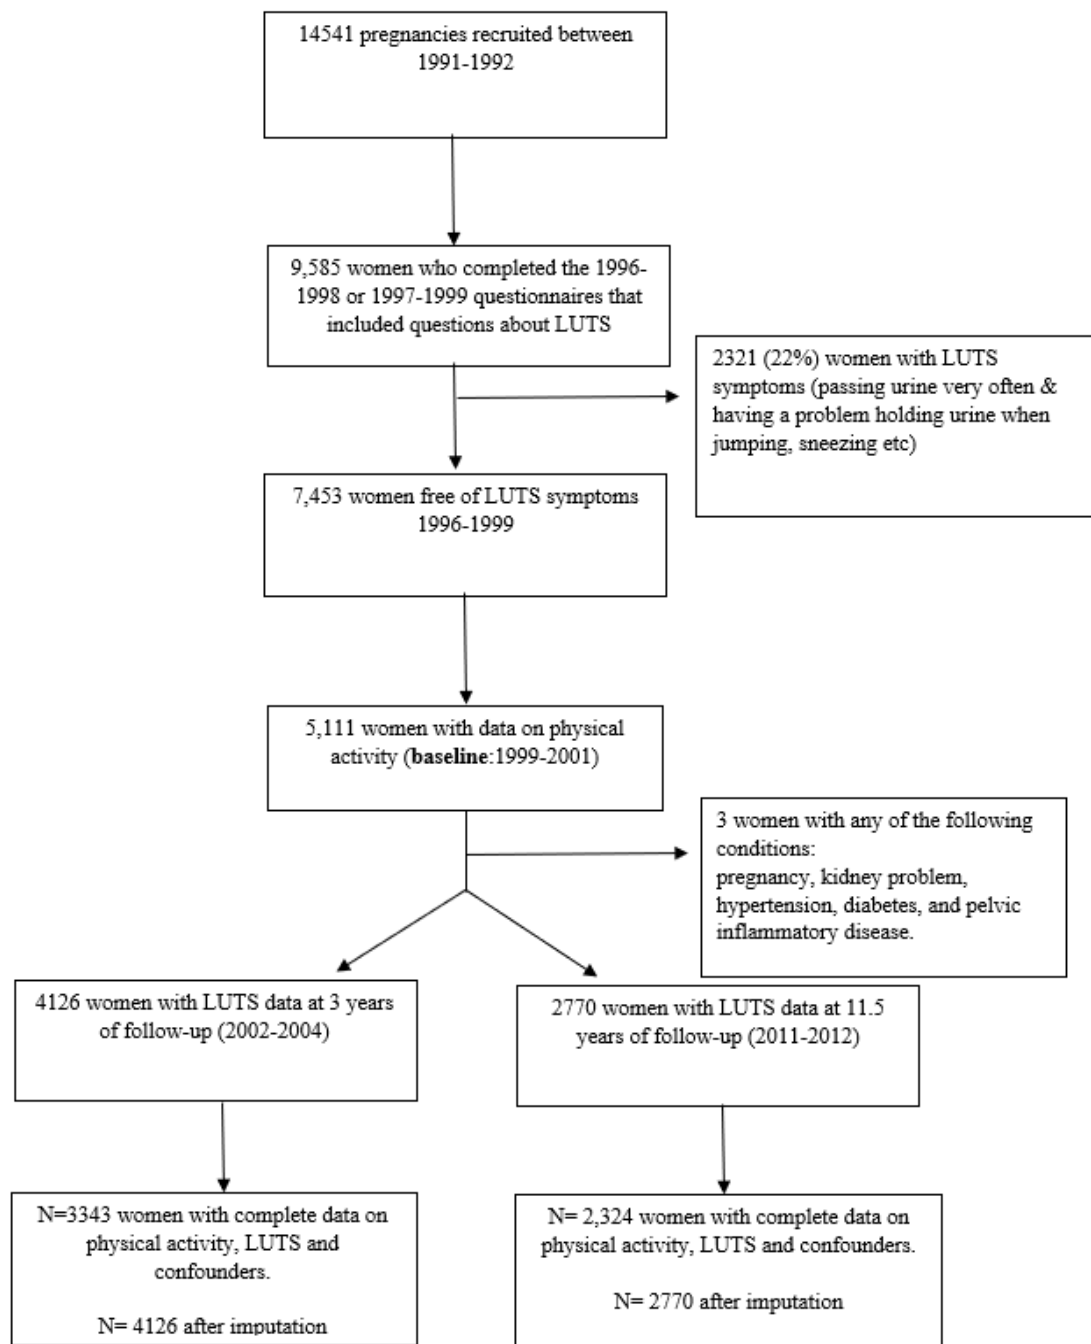 14541 pregnancies recruited between
1991-1992
9,585 women who completed the 1996-
1998 or 1997-1999 questionnaires that
included questions about LUTS
2321 (22%) women with LUTS
symptoms (passing urine very often &
having a problem holding urine when
jumping, sneezing etc)
7,453 women free of LUTS symptoms
1996-1999
5,111 women with data on physical
activity (baseline:1999-2001)
3 women with any of the following
conditions:
pregnancy, kidney problem,
hypertension, diabetes, and pelvic
inflammatory disease.
4126 women with LUTS data at 3 years
of follow-up (2002-2004)
2770 women with LUTS data at 11.5
years of follow-up (2011-2012)
N=3343 women with complete data on
physical activity, LUTS and
confounders.
N= 4126 after imputation
N= 2,324 women with complete data on
physical activity, LUTS and confounders.
N= 2770 after imputation